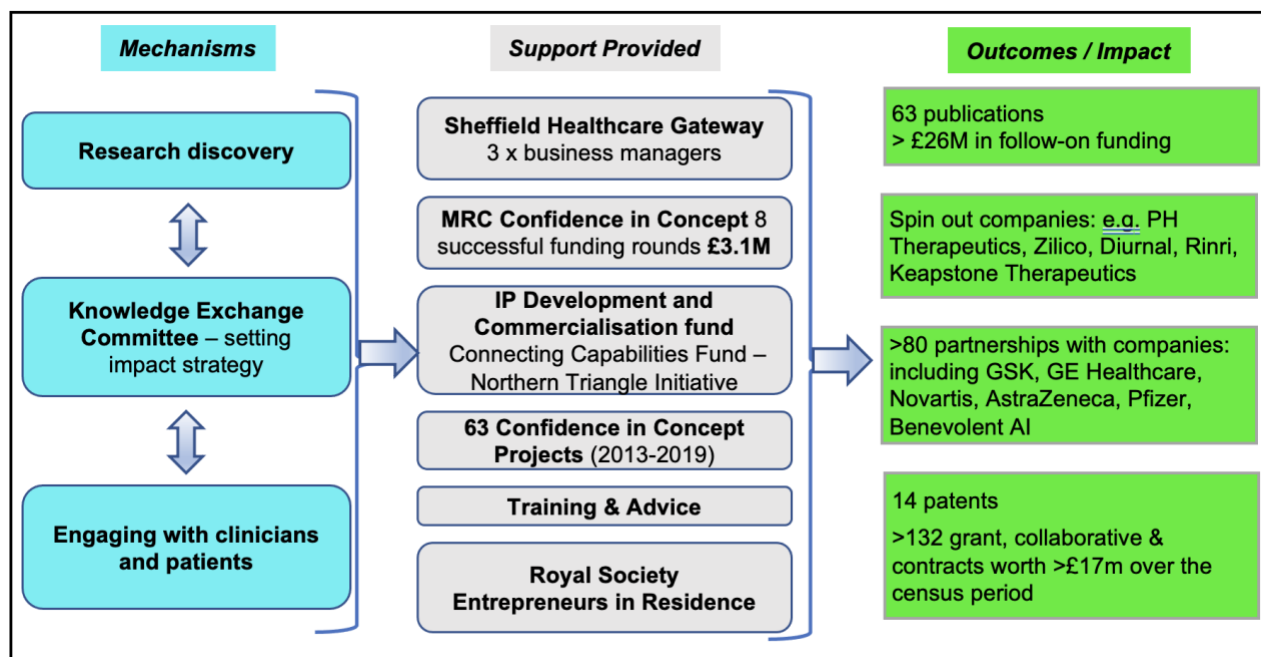 Mechanisms
Research discovery
Knowledge Exchange
Committee – setting
impact strategy
Engaging with clinicians
and patients
Support Provided
Sheffield Healthcare Gateway
3 x business managers
MRC Confidence in Concept 8
successful funding rounds £3.1M
IP Development and
Commercialisation fund
Connecting Capabilities Fund –
Northern Triangle Initiative
63 Confidence in Concept
Projects (2013-2019)
Training & Advice
Royal Society
Entrepreneurs in Residence
Outcomes / Impact
63 publications
> £26M in follow-on funding
Spin out companies: e.g. PH
Therapeutics, Zilico, Diurnal, Rinri,
Keapstone Therapeutics
>80 partnerships with companies:
including GSK, GE Healthcare,
Novartis, AstraZeneca, Pfizer,
Benevolent AI
14 patents
>132 grant, collaborative &
contracts worth >£17m over the
census period